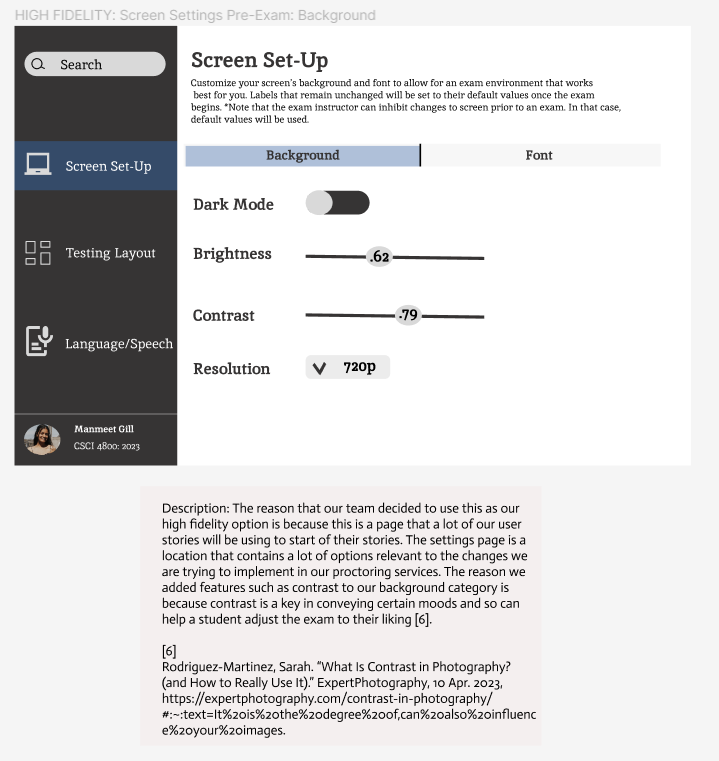 HIGH FIDELITY: Screen Settings Pre-Exam: Background
Search
Screen Set-Up
Testing Layout
Language/Speech
Manmeet Gill
CSCI 4800: 2023
Screen Set-Up
Customize your screen's background and font to allow for an exam environment that works
best for you. Labels that remain unchanged will be set to their default values once the exam
begins. *Note that the exam instructor can inhibit changes to screen prior to an exam. In that case,
default values will be used.
Background Font
Dark Mode
Brightness .62
Contrast .79
Resolution 720p
Description: The reason that our team decided to use this as our
high fidelity option is because this is a page that a lot of our user
stories will be using to start of their stories. The settings page is a
location that contains a lot of options relevant to the changes we
are trying to implement in our proctoring services. The reason we
added features such as contrast to our background category is
because contrast is a key in conveying certain moods and so can
help a student adjust the exam to their liking [6].
[6]
Rodriguez-Martinez, Sarah. “What Is Contrast in Photography?
(and How to Really Use It).” ExpertPhotography, 10 Apr. 2023,
https://expertphotography.com/contrast-in-photography/
#:~:text=It%20is%20the%20degree%20of,can%20also%20influenc
e%20your%20images.